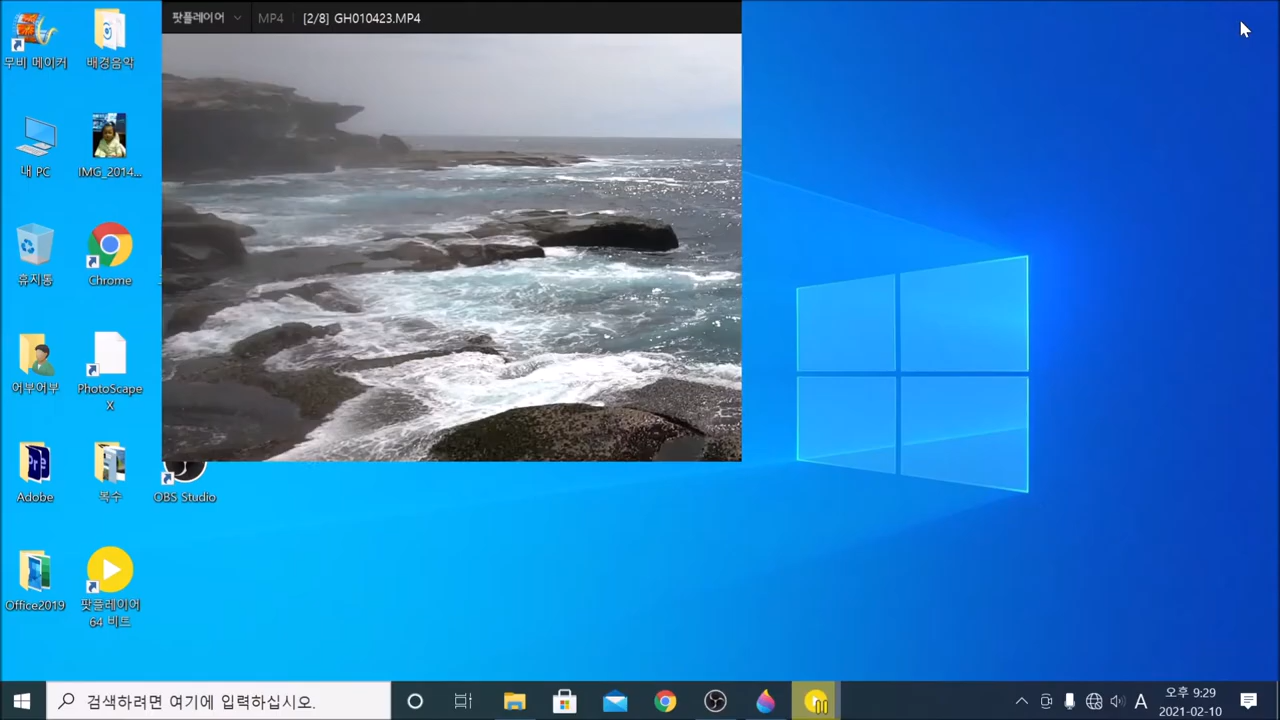 팟플레이어
MP4
[2/8] GH010423.MP4
무비 메이커
배경음악
내 PC
IMG_2014...
휴지통
Chrome
어부어부
PhotoScape
X
Adobe
복수
OBS Studio
Office2019
팟플레이어
64 비트
검색하려면 여기에 입력하십시오.
A
오후 9:29
2021-02-10